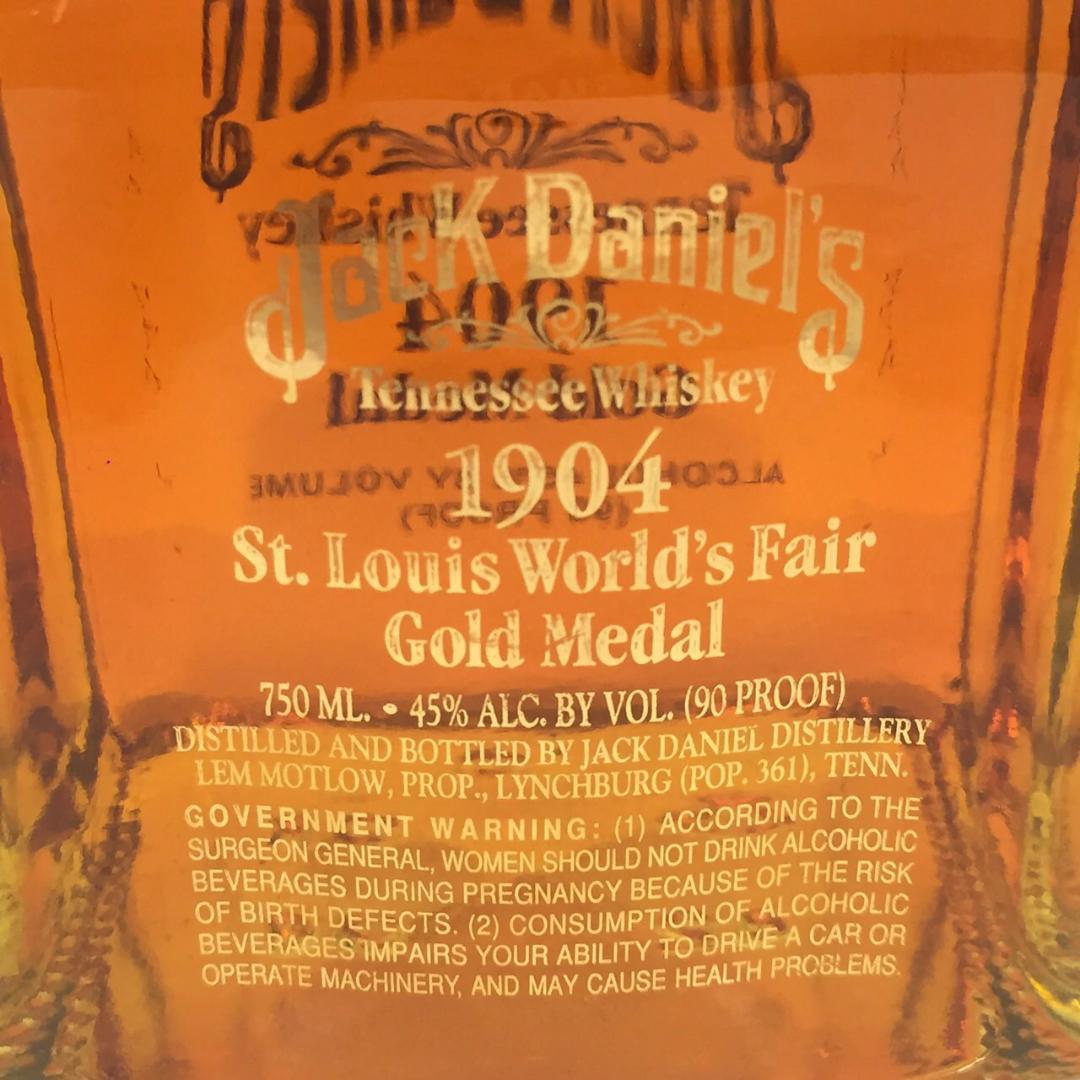 Jack Daniel's
Tennessee Whiskey
1904
St. Louis World's Fair
Gold Medal
750 ML. • 45% ALC. BY VOL. (90 PROOF)
DISTILLED AND BOTTLED BY JACK DANIEL DISTILLERY
LEM MOTLOW, PROP., LYNCHBURG (POP. 361), TENN.
GOVERNMENT WARNING: (1) ACCORDING TO THE
SURGEON GENERAL, WOMEN SHOULD NOT DRINK ALCOHOLIC
BEVERAGES DURING PREGNANCY BECAUSE OF THE RISK
OF BIRTH DEFECTS. (2) CONSUMPTION OF ALCOHOLIC
BEVERAGES IMPAIRS YOUR ABILITY TO DRIVE A CAR OR
OPERATE MACHINERY, AND MAY CAUSE HEALTH PROBLEMS.